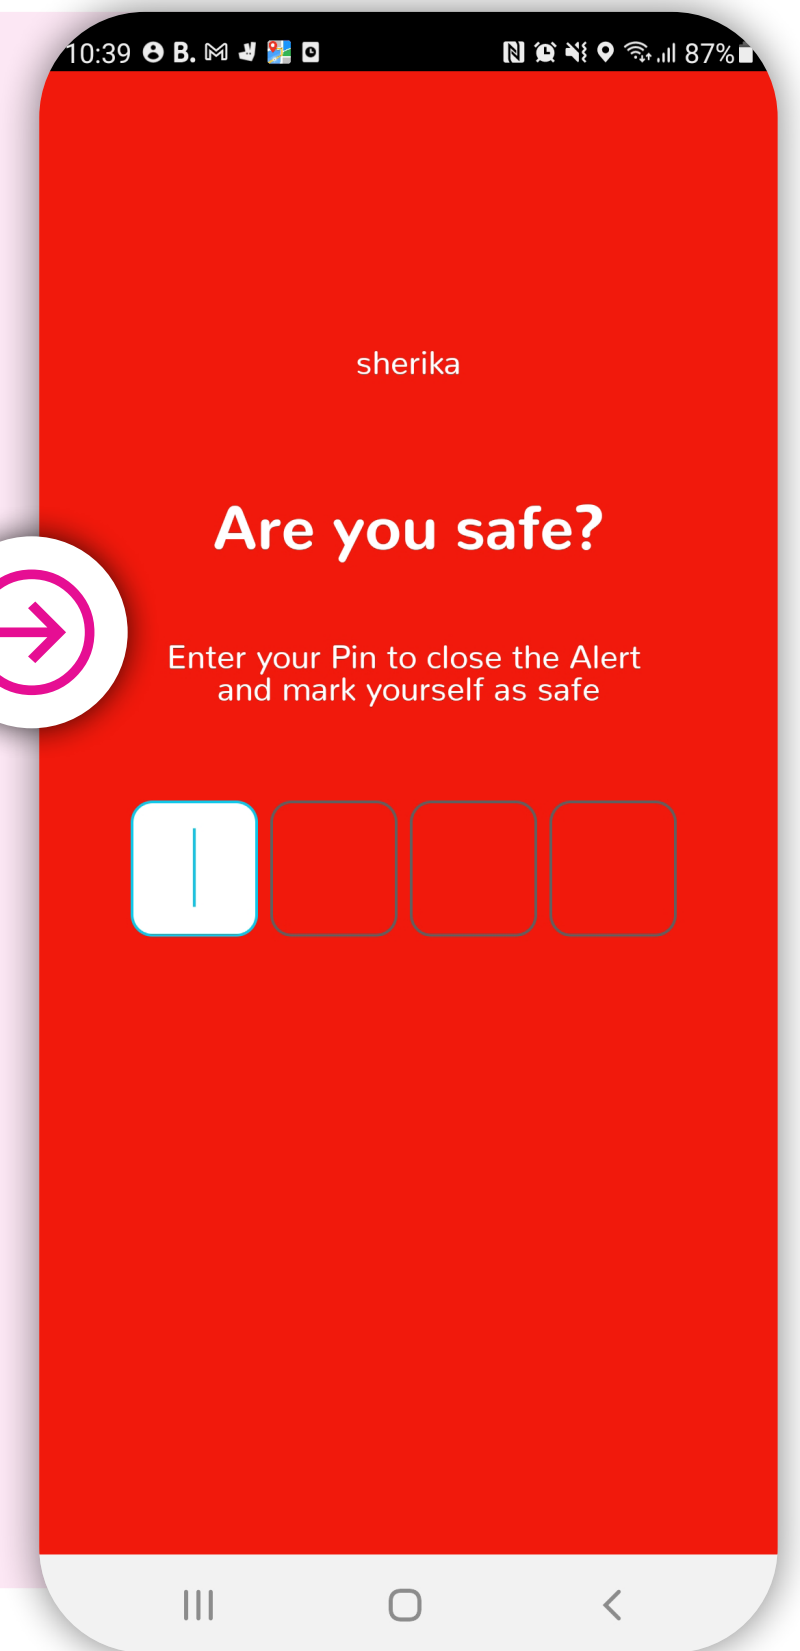 10:39 B. 87%
sherika
Are you safe?
Enter your Pin to close the Alert
and mark yourself as safe